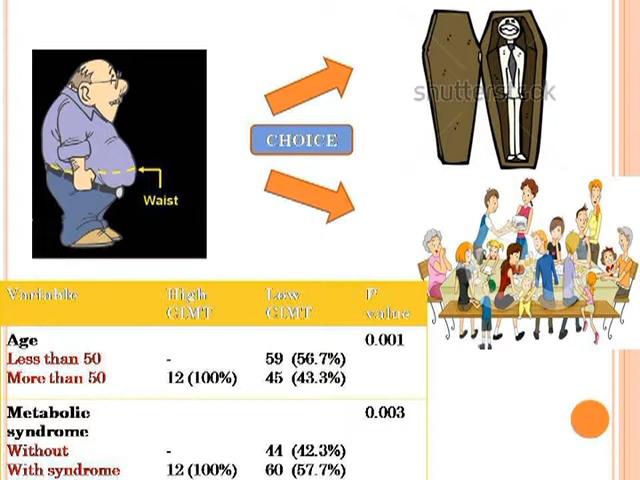 shutterstock
CHOICE
Waist
Variable High CIMT Low CIMT P value
Age 0.001
Less than 50 - 59 (56.7%)
More than 50 12 (100%) 45 (43.3%)
Metabolic syndrome 0.003
Without - 44 (42.3%)
With syndrome 12 (100%) 60 (57.7%)